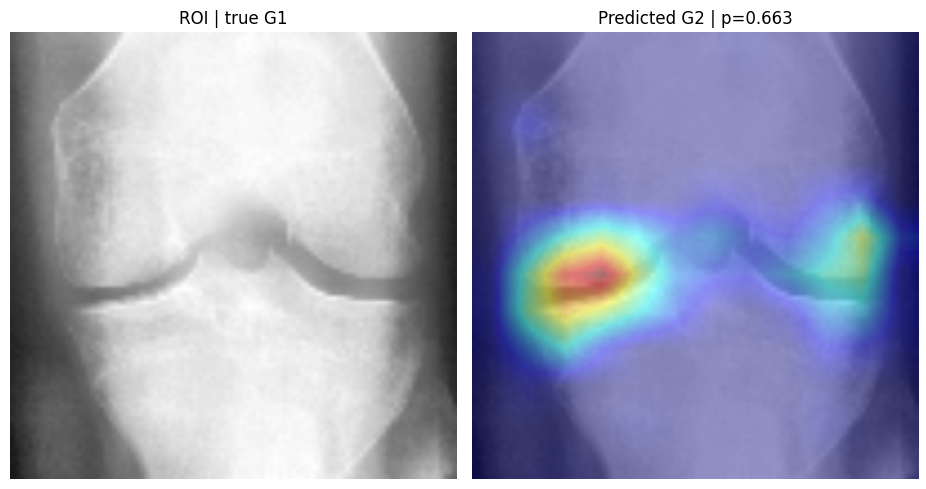 ROI | true G1
Predicted G2 | p=0.663